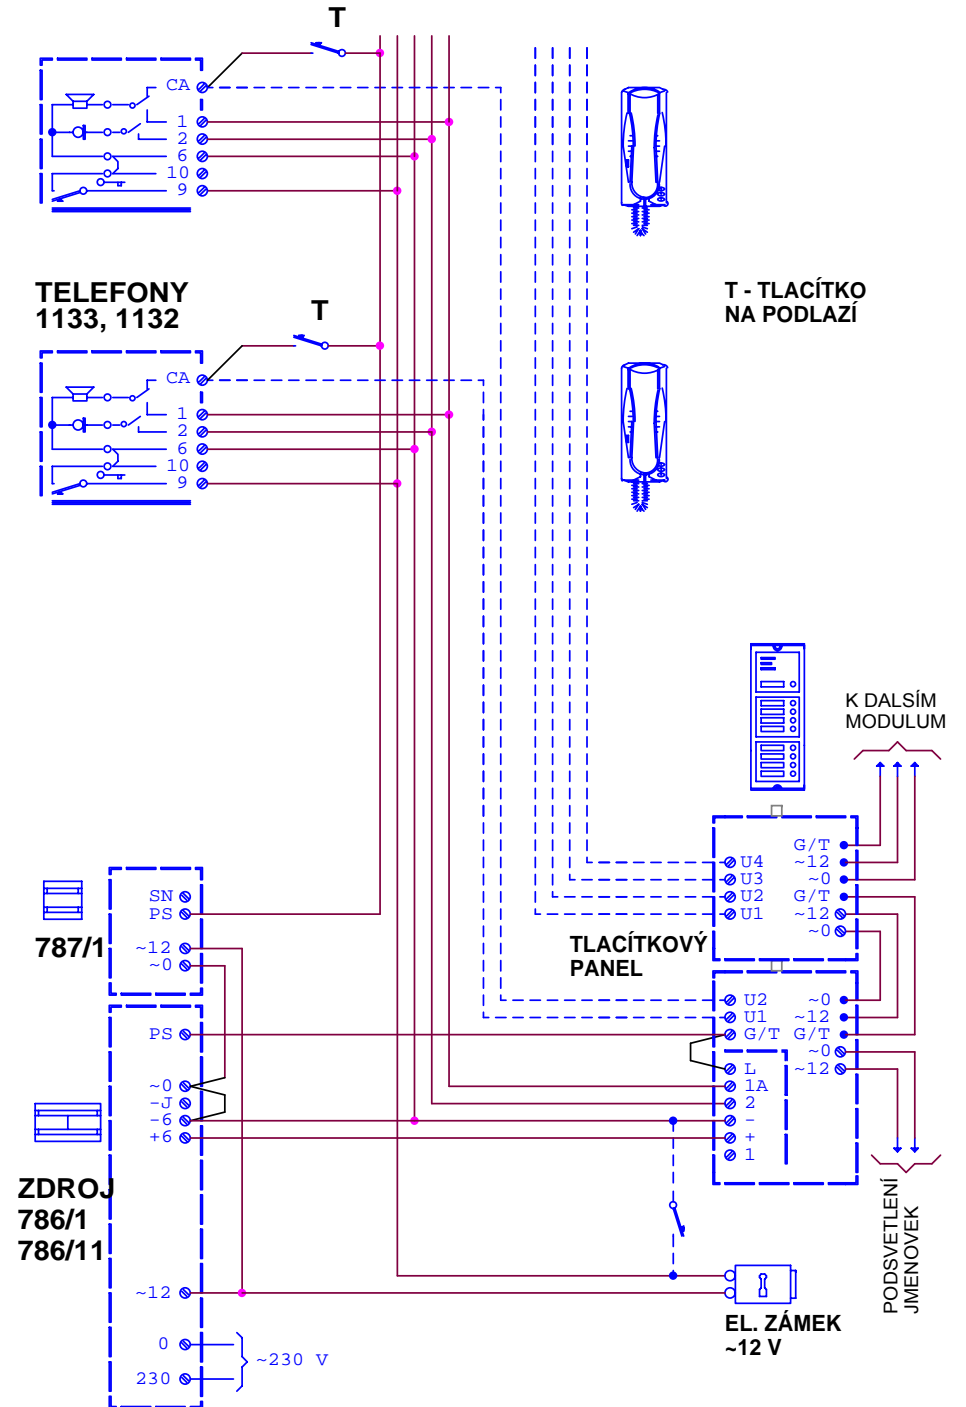 T
CA
1
2
6
10
9
TELEFONY
1133, 1132
T
T - TLACÍTKO
NA PODLAZÍ
CA
1
2
6
10
9
K DALSÍM
MODULUM
G/T
U4 ~12
U3 ~0
U2 G/T
U1 ~12
~0
TLACÍTKOVÝ
PANEL
SN
PS
787/1
~12
~0
U2 ~0
U1 ~12
G/T G/T
~0
L ~12
1A
2
-
+
1
PS
~0
-J
-6
+6
ZDROJ
786/1
786/11
~12
0
230
~230 V
PODSVETLENÍ
JMENOVEK
EL. ZÁMEK
~12 V